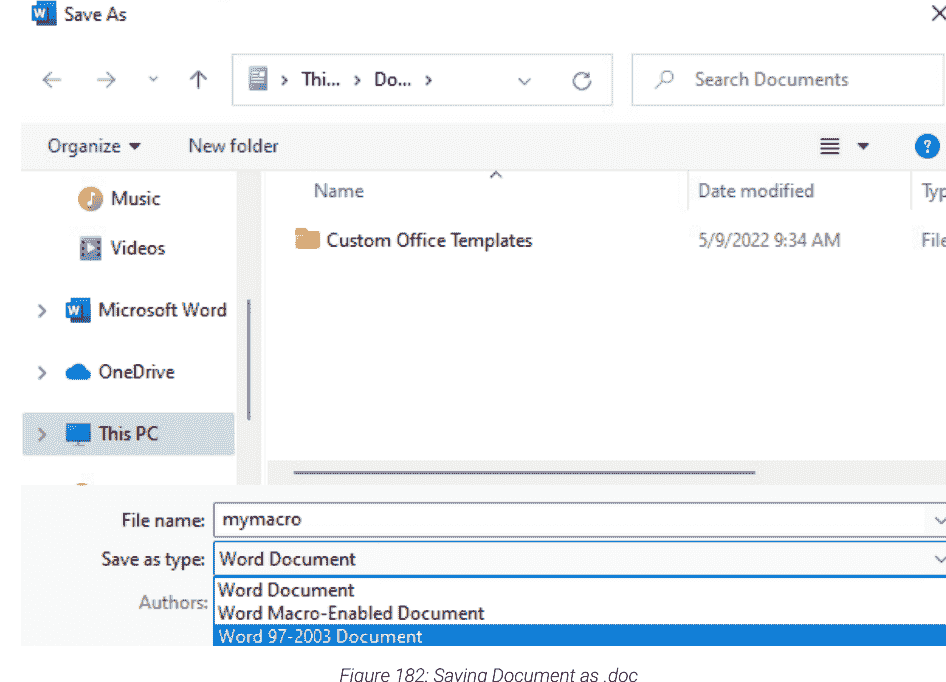 Save As
Thi... Do... Search Documents
Organize New folder
Name Date modified Typ
Music
Custom Office Templates 5/9/2022 9:34 AM File
Videos
Microsoft Word
OneDrive
This PC
File name: mymacro
Save as type: Word Document
Authors: Word Document
Word Macro-Enabled Document
Word 97-2003 Document
Figure 182: Saving Document as .doc